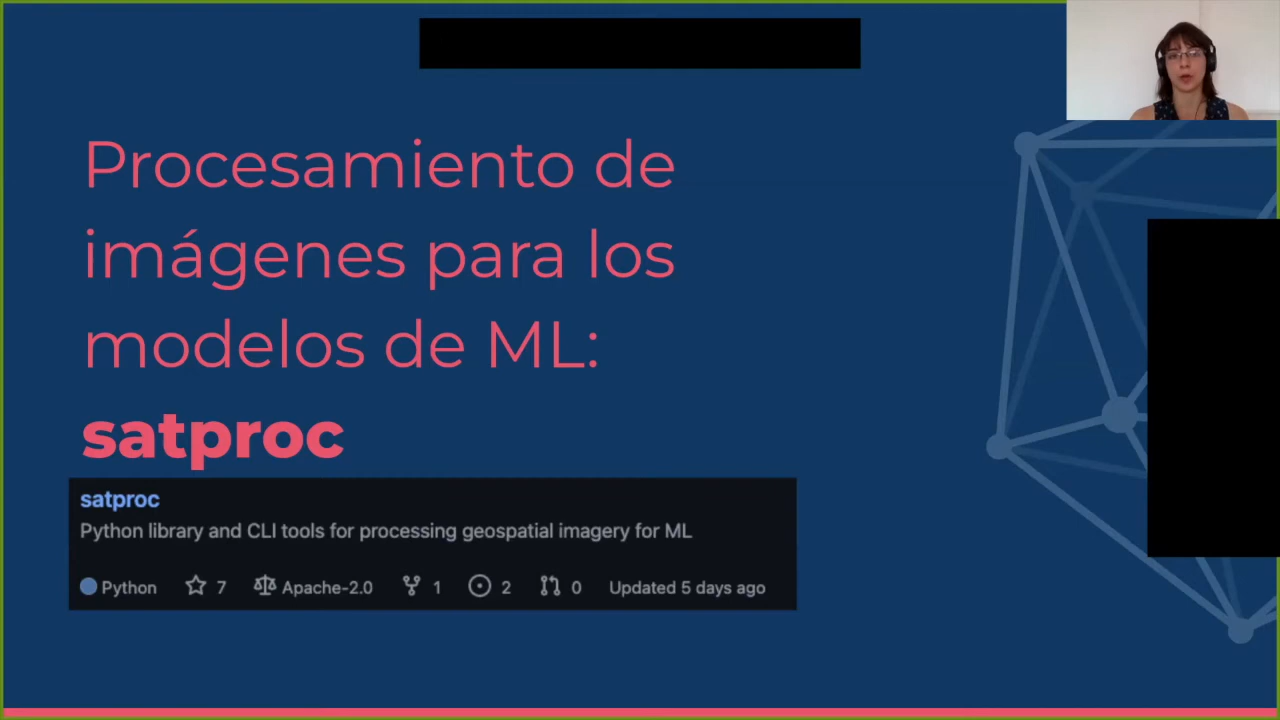 Procesamiento de
imágenes para los
modelos de ML:
satproc
satproc
Python library and CLI tools for processing geospatial imagery for ML
Python 7 Apache-2.0 1 2 0 Updated 5 days ago